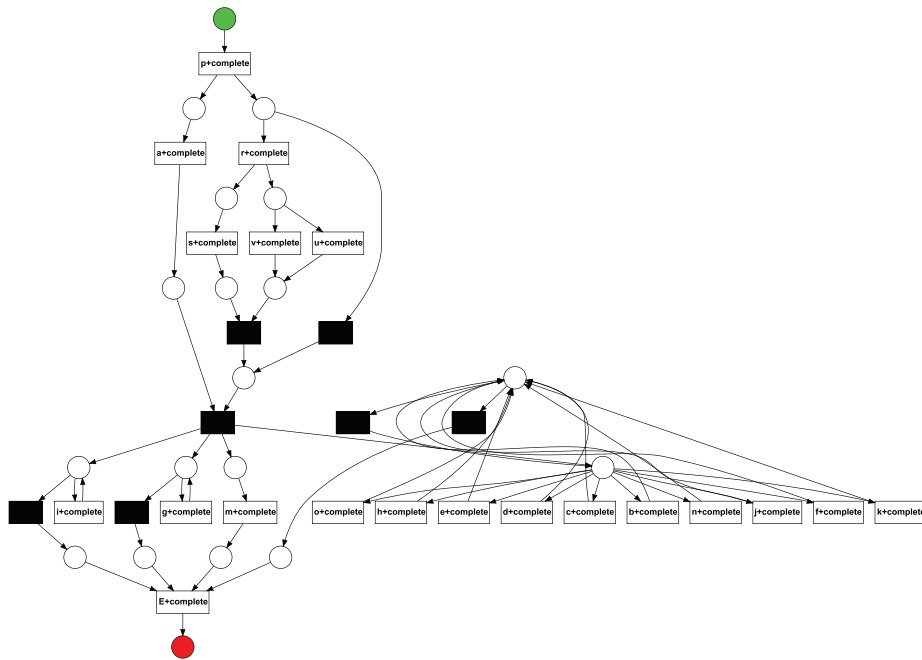 p+complete
a+complete
r+complete
s+complete
v+complete
u+complete
i+complete
g+complete
m+complete
o+complete
h+complete
e+complete
d+complete
c+complete
b+complete
n+complete
j+complete
f+complete
k+complete
E+complete